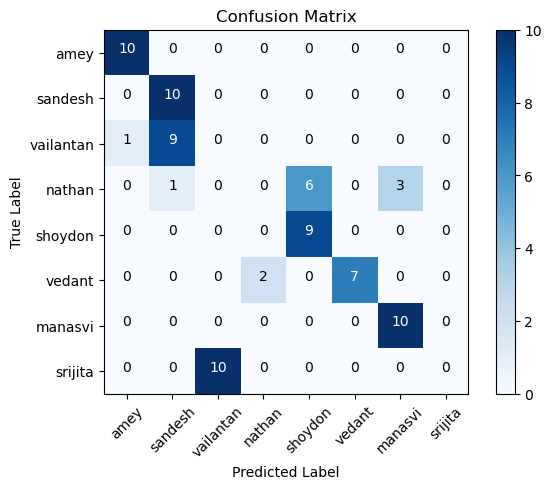 Confusion Matrix
True Label
amey 10 0 0 0 0 0 0 0
sandesh 0 10 0 0 0 0 0 0
vailantan 1 9 0 0 0 0 0 0
nathan 0 1 0 0 6 0 3 0
shoydon 0 0 0 0 9 0 0 0
vedant 0 0 0 2 0 7 0 0
manasvi 0 0 0 0 0 0 10 0
srijita 0 0 10 0 0 0 0 0
amey sandesh vailantan nathan shoydon vedant manasvi srijita
Predicted Label
10
8
6
4
2
0